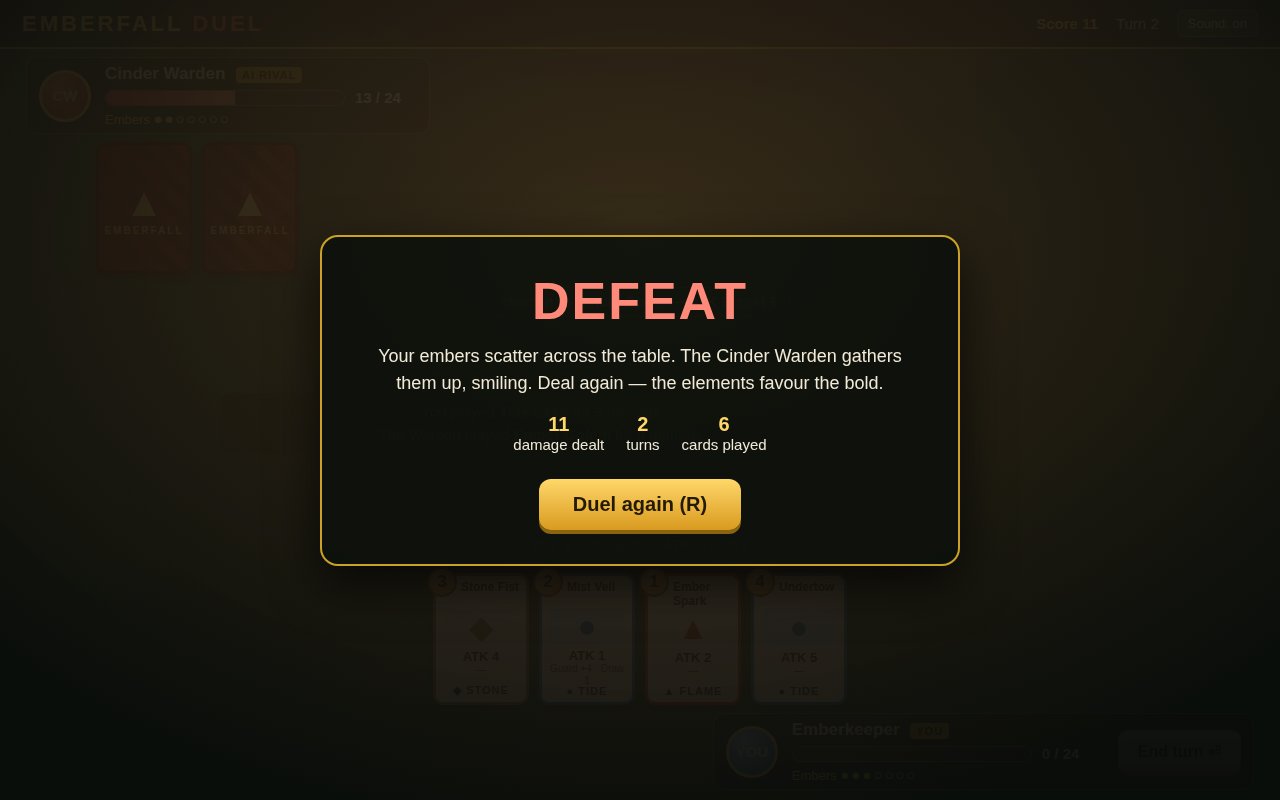 EMBERFALL DUEL
Score 11
Turn 2
Sound: on
CW
Cinder Warden
AI RIVAL
13 / 24
Embers
EMBERFALL
EMBERFALL
DEFEAT
Your embers scatter across the table. The Cinder Warden gathers
them up, smiling. Deal again — the elements favour the bold.
11
damage dealt
2
turns
6
cards played
Duel again (R)
3
Stone Fist
ATK 4
—
◆ STONE
2
Mist Veil
ATK 1
● TIDE
1
Ember
Spark
ATK 2
—
▲ FLAME
4
Undertow
—
● TIDE
YOU
Emberkeeper
YOU
0 / 24
Embers
End turn ⏎